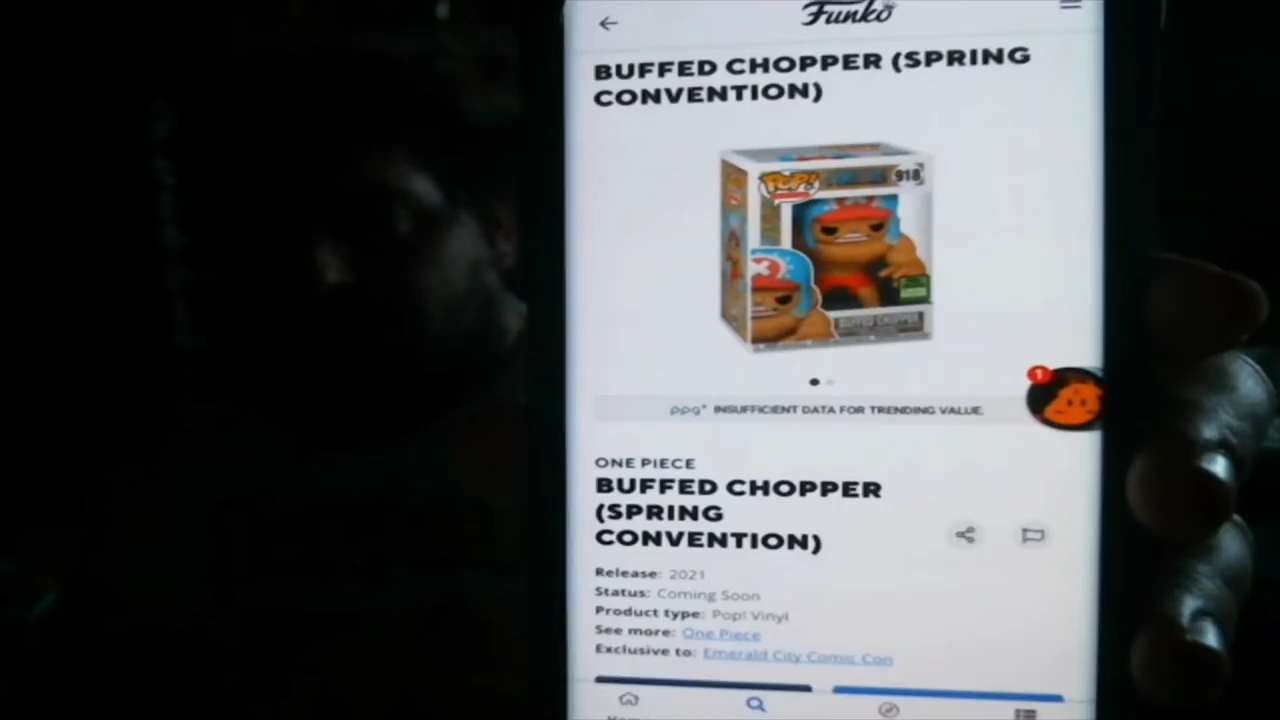 Funko
BUFFED CHOPPER (SPRING
CONVENTION)
POP!
918
BUFFED CHOPPER
1
ppg INSUFFICIENT DATA FOR TRENDING VALUE.
ONE PIECE
BUFFED CHOPPER
(SPRING
CONVENTION)
Release: 2021
Status: Coming Soon
Product type: Pop! Vinyl
See more: One Piece
Exclusive to: Emerald City Comic Con